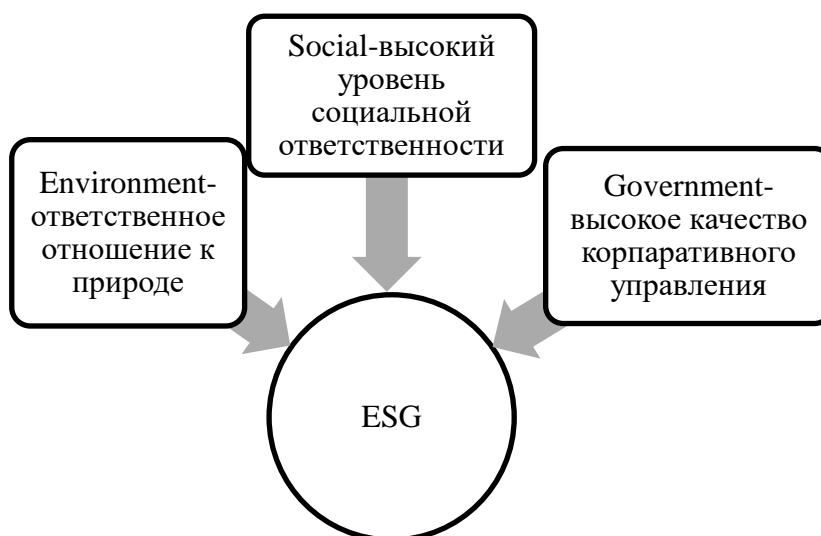 Environment-
ответственное
отношение к
природе
Social-высокий
уровень
социальной
ответственности
Government-
высокое качество
корпаративного
управления
ESG